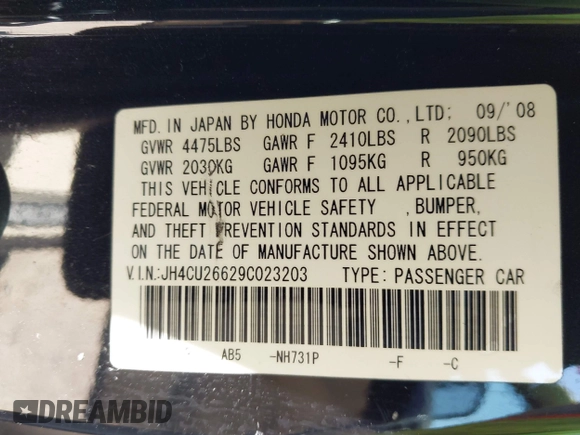 MFD. IN JAPAN BY HONDA MOTOR CO., LTD; 09/'08
GVWR 4475LBS GAWR F 2410LBS R 2090LBS
GVWR 2030KG GAWR F 1095KG R 950KG
THIS VEHICLE CONFORMS TO ALL APPLICABLE
FEDERAL MOTOR VEHICLE SAFETY , BUMPER,
AND THEFT PREVENTION STANDARDS IN EFFECT
ON THE DATE OF MANUFACTURE SHOWN ABOVE.
V.I.N:JH4CU26629C023203 TYPE: PASSENGER CAR
AB5 -NH731P -F -C
DREAMBID